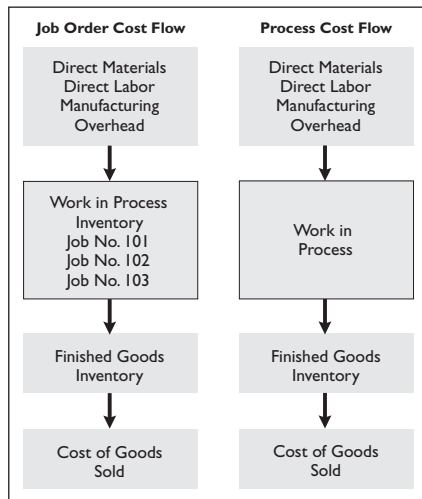 Job Order Cost Flow
Direct Materials
Direct Labor
Manufacturing
Overhead
Work in Process
Inventory
Job No. 101
Job No. 102
Job No. 103
Finished Goods
Inventory
Cost of Goods
Sold
Process Cost Flow
Direct Materials
Direct Labor
Manufacturing
Overhead
Work in
Process
Finished Goods
Inventory
Cost of Goods
Sold